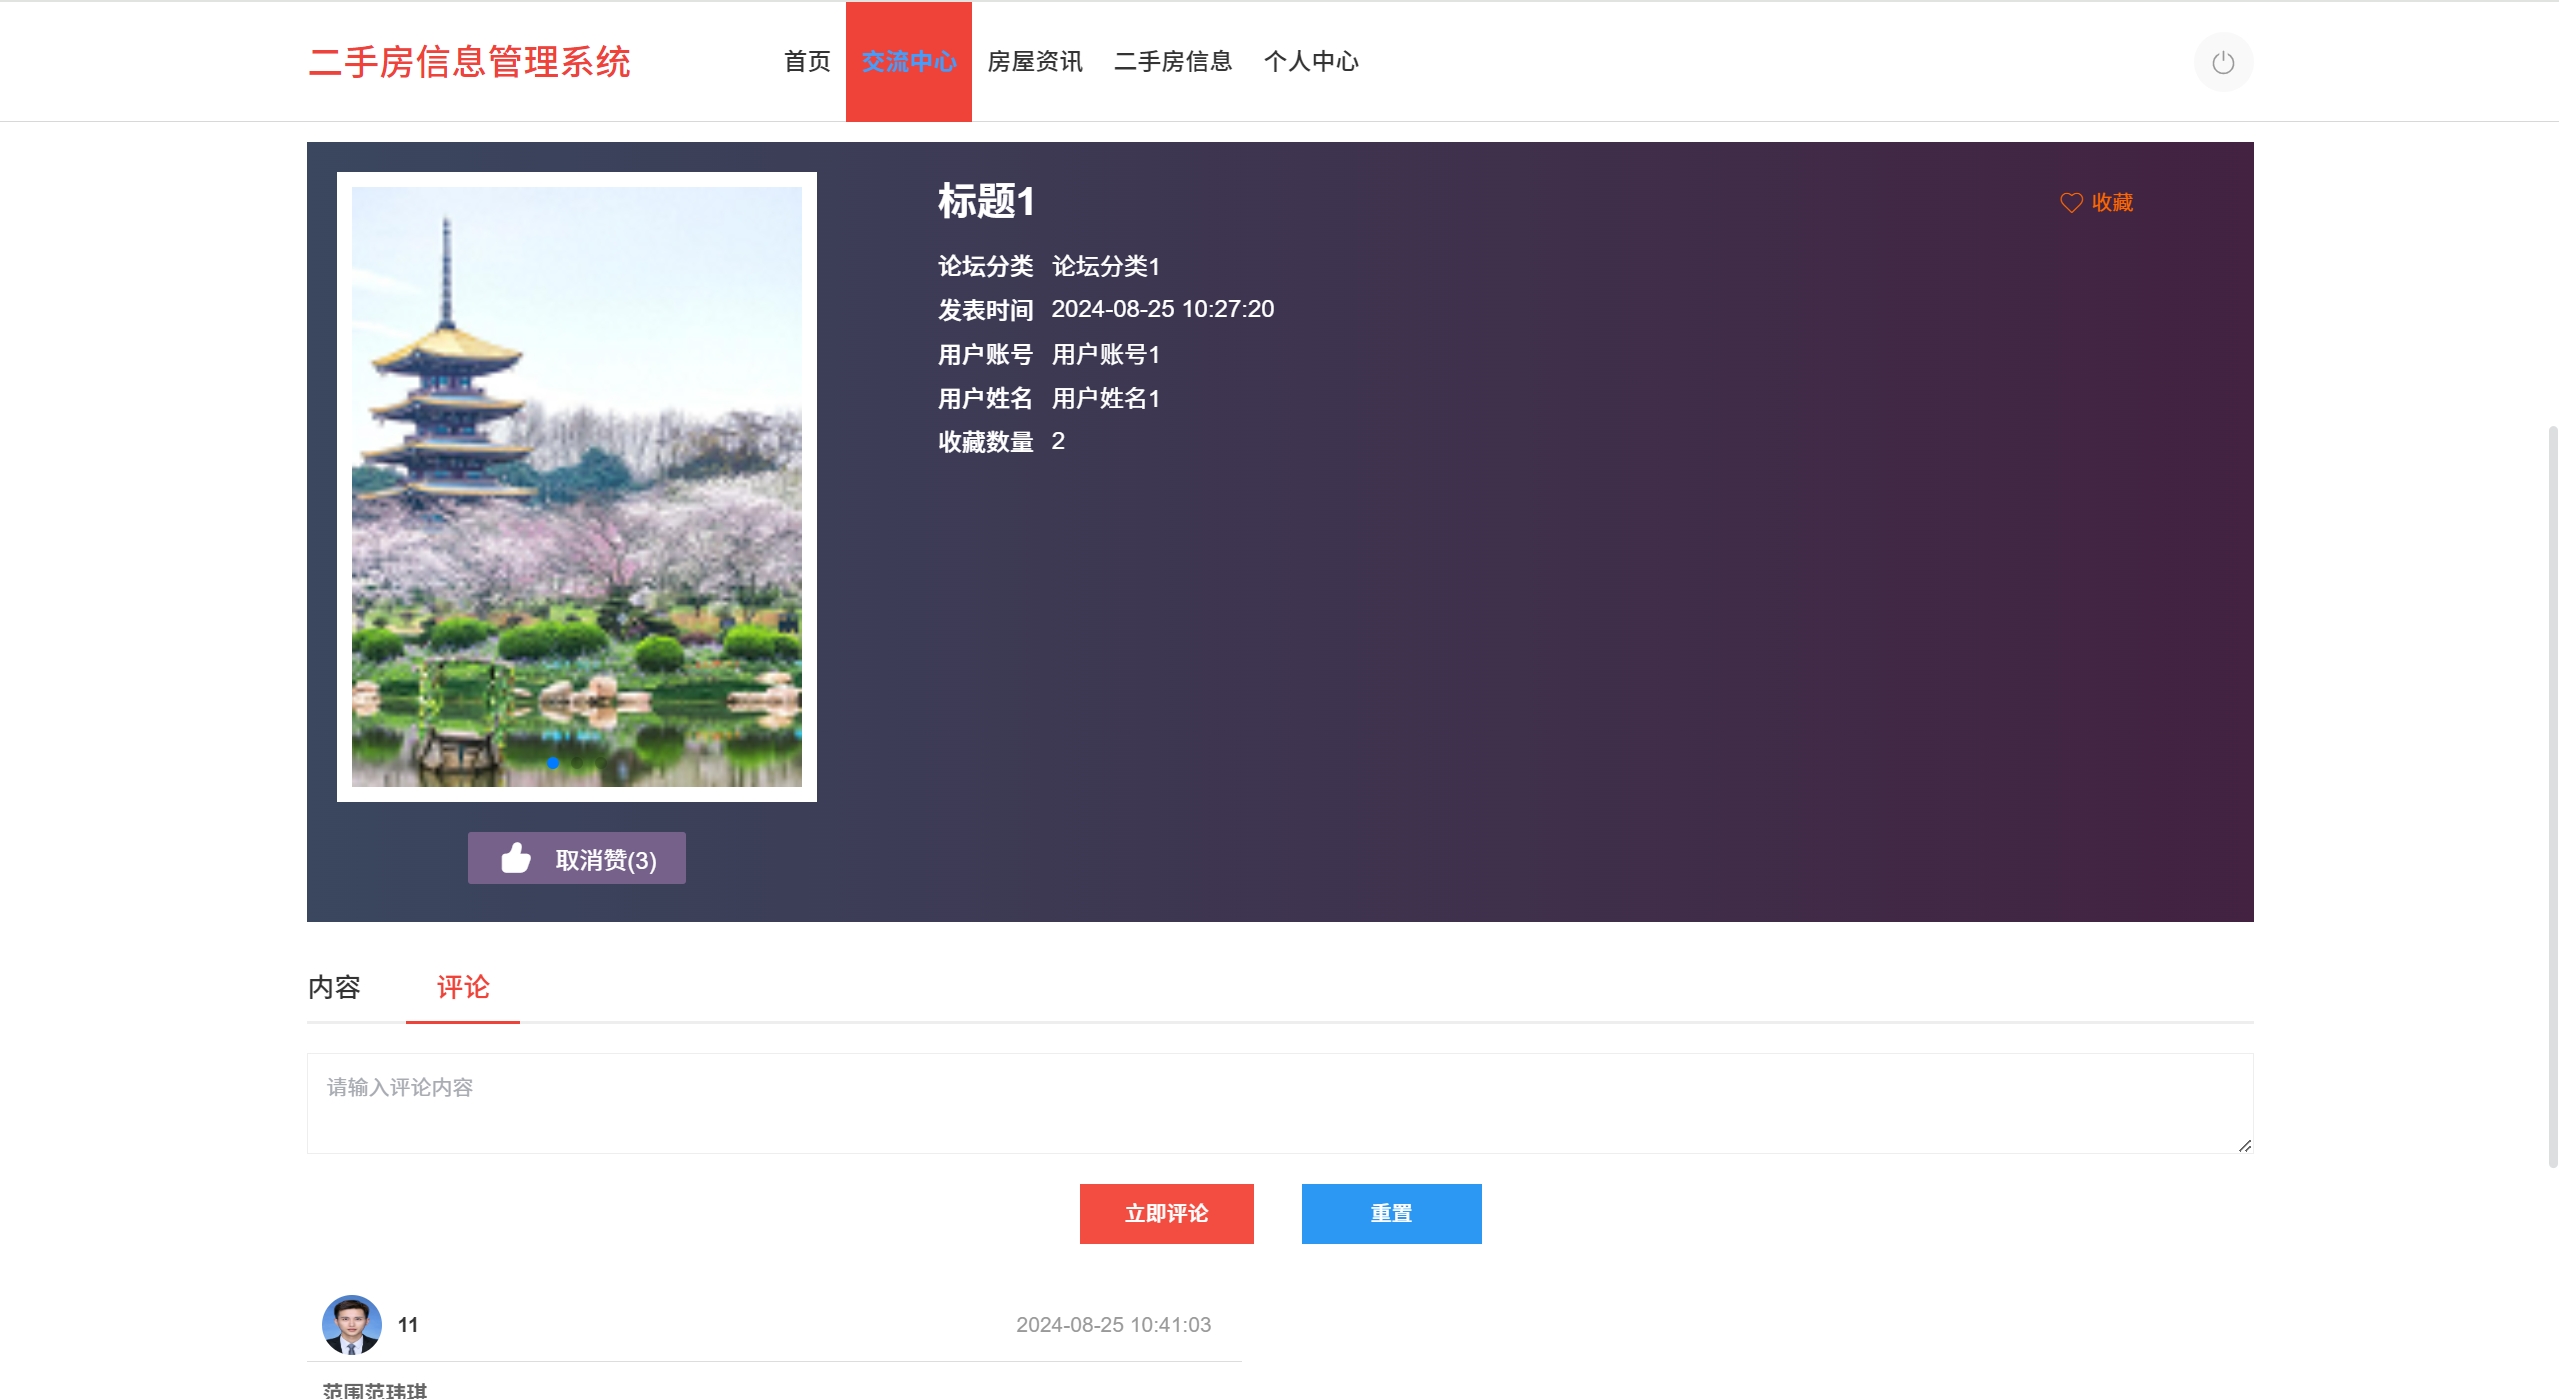 二手房信息管理系统
首页 交流中心 房屋资讯 二手房信息 个人中心
标题1
收藏
论坛分类 论坛分类1
发表时间 2024-08-25 10:27:20
用户账号 用户账号1
用户姓名 用户姓名1
收藏数量 2
取消赞(3)
内容 评论
请输入评论内容
立即评论 重置
11 2024-08-25 10:41:03
范围范玮琪